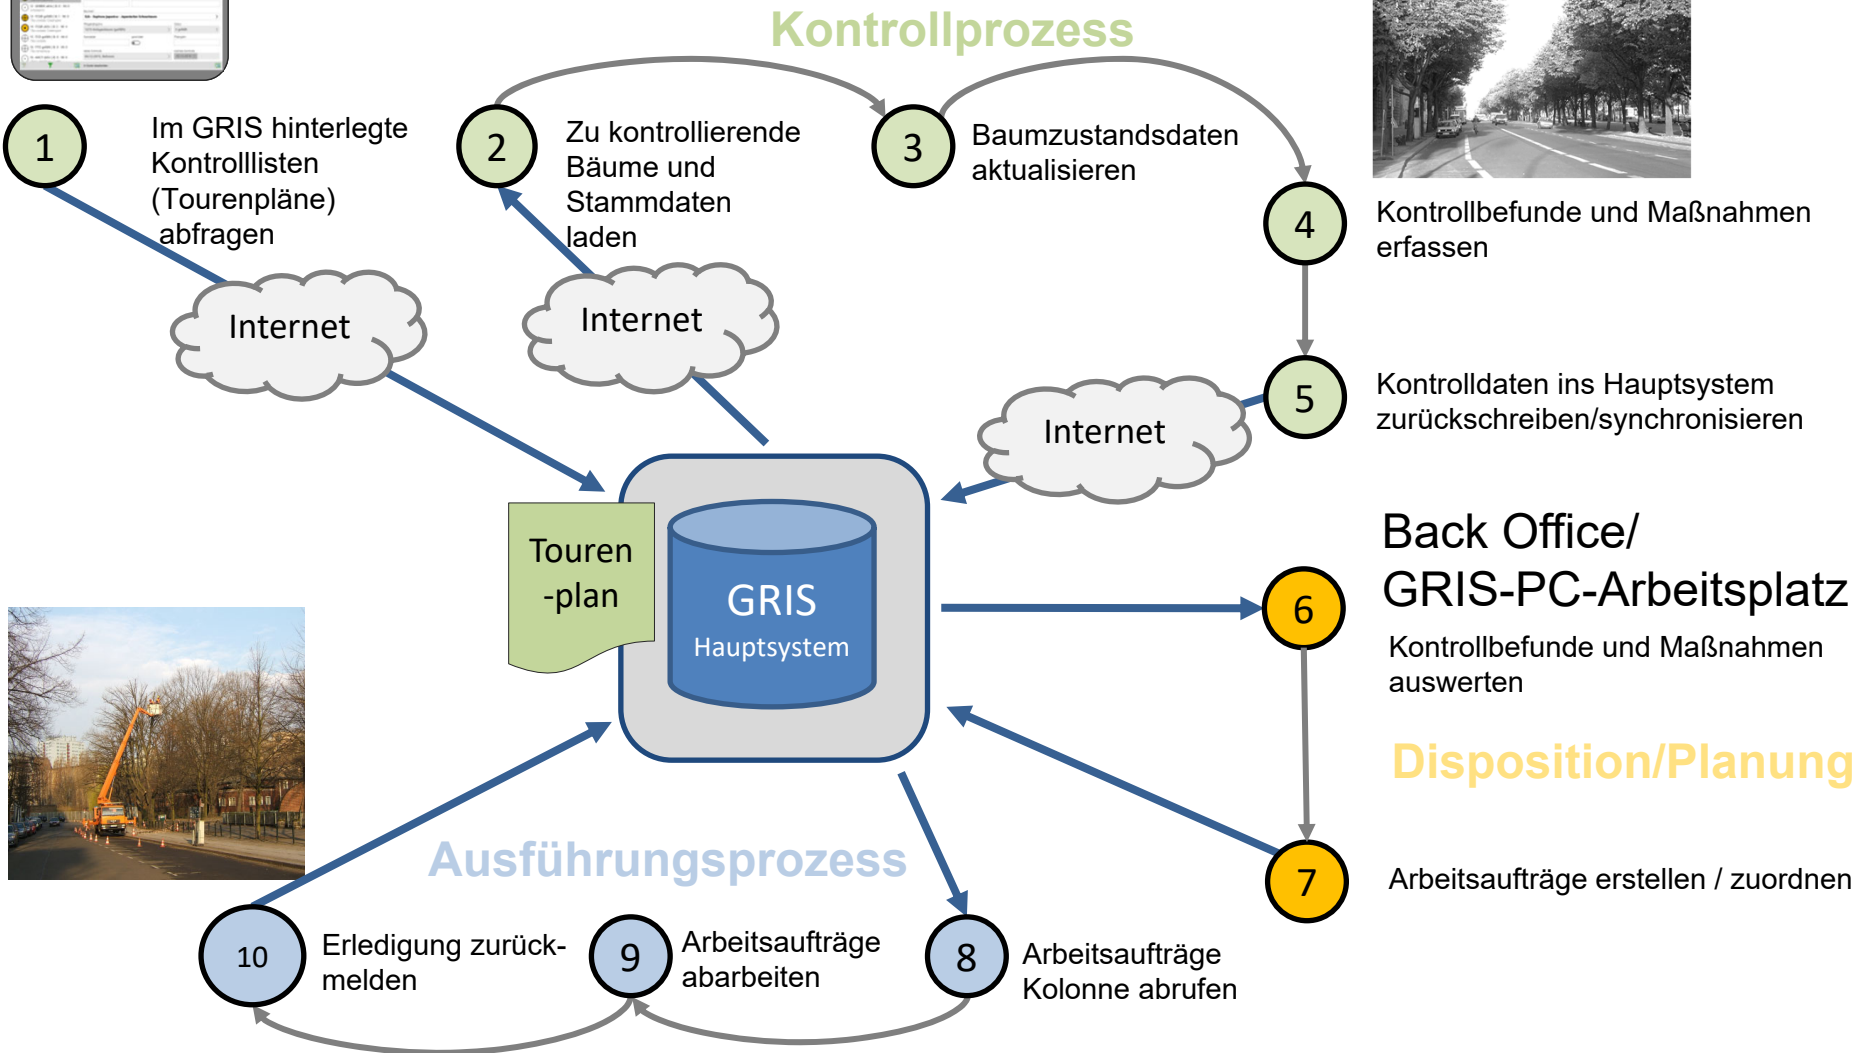 Kontrollprozess
1
Im GRIS hinterlegte
Kontrolllisten
(Tourenpläne)
abfragen
2
Zu kontrollierende
Bäume und
Stammdaten
laden
3
Baumzustandsdaten
aktualisieren
4
Kontrollbefunde und Maßnahmen
erfassen
Internet
Internet
Internet
5
Kontrolldaten ins Hauptsystem
zurückschreiben/synchronisieren
Touren
-plan
GRIS
Hauptsystem
Back Office/
GRIS-PC-Arbeitsplatz
6
Kontrollbefunde und Maßnahmen
auswerten
Disposition/Planung
7
Arbeitsaufträge erstellen / zuordnen
Ausführungsprozess
10
Erledigung zurück-
melden
9
Arbeitsaufträge
abarbeiten
8
Arbeitsaufträge
Kolonne abrufen